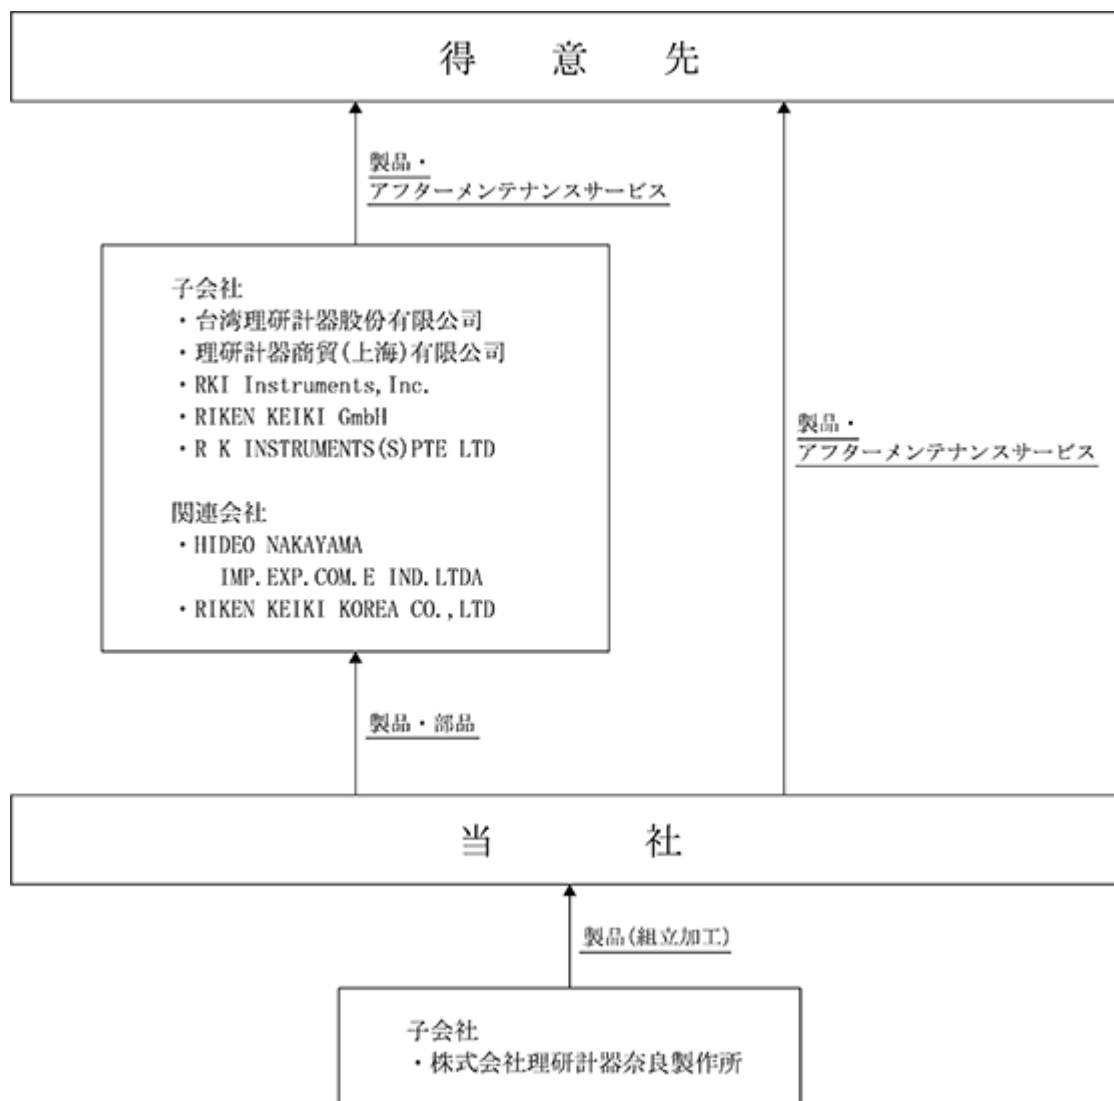 得意先
製品・
アフターメンテナンスサービス
子会社
・台湾理研計器股份有限公司
・理研計器商貿(上海)有限公司
・RKI Instruments,Inc.
・RIKEN KEIKI GmbH
・R K INSTRUMENTS(S)PTE LTD
関連会社
・HIDEO NAKAYAMA
IMP.EXP.COM.E IND.LTDA
・RIKEN KEIKI KOREA CO.,LTD
製品・
アフターメンテナンスサービス
製品・部品
当社
製品(組立加工)
子会社
・株式会社理研計器奈良製作所